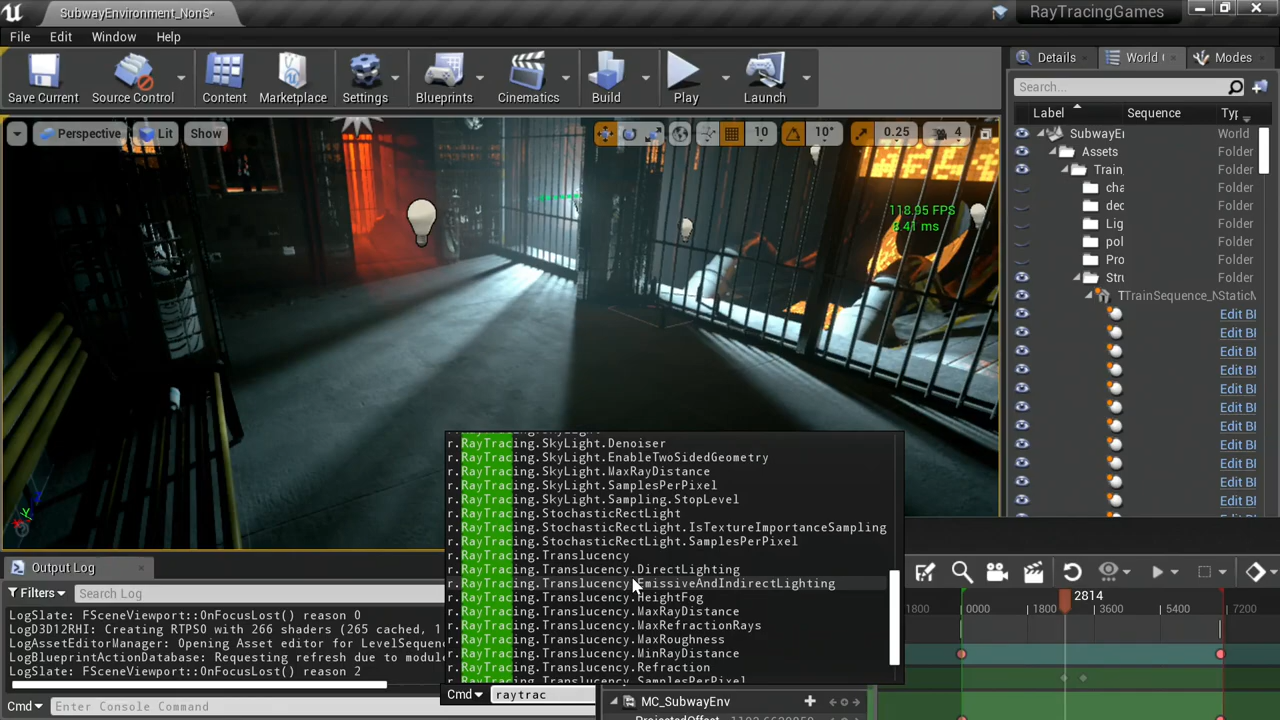 SubwayEnvironment_NonS*
RayTracingGames
File Edit Window Help
Save Current Source Control Content Marketplace Settings Blueprints Cinematics Build Play Launch
Details World Modes
Search...
Label Sequence
Perspective Lit Show 10 10° 0.25 4
118.95 FPS
8.41 ms
SubwayEr World
Assets Folder
Train, Folder
cha Folder
dec Folder
Lig Folder
pol Folder
Pro Folder
Stru Folder
TTrainSequence_NStaticM
Edit Bl
Edit Bl
Edit Bl
Edit Bl
Edit Bl
Edit Bl
Edit Bl
Edit Bl
Edit Bl
Edit Bl
Edit Bl
r.RayTracing.SkyLight.Denoiser
r.RayTracing.SkyLight.EnableTwoSidedGeometry
r.RayTracing.SkyLight.MaxRayDistance
r.RayTracing.SkyLight.SamplesPerPixel
r.RayTracing.SkyLight.Sampling.StopLevel
r.RayTracing.StochasticRectLight
r.RayTracing.StochasticRectLight.IsTextureImportanceSampling
r.RayTracing.StochasticRectLight.SamplesPerPixel
r.RayTracing.Translucency
r.RayTracing.Translucency.DirectLighting
r.RayTracing.Translucency.EmissiveAndIndirectLighting
r.RayTracing.Translucency.HeightFog
r.RayTracing.Translucency.MaxRayDistance
r.RayTracing.Translucency.MaxRefractionRays
r.RayTracing.Translucency.MaxRoughness
r.RayTracing.Translucency.MinRayDistance
r.RayTracing.Translucency.Refraction
r.RayTracing.Translucency.SamplesPerPixel
Cmd raytrac
Output Log
Filters Search Log
LogSlate: FSceneViewport::OnFocusLost() reason 0
LogD3D12RHI: Creating RTPSO with 266 shaders (265 cached, 1
LogAssetEditorManager: Opening Asset editor for LevelSequenc
LogBlueprintActionDatabase: Requesting refresh due to module
LogSlate: FSceneViewport::OnFocusLost() reason 2
Cmd Enter Console Command
2814
1800 0000 1800 3600 5400 7200
MC_SubwayEnv